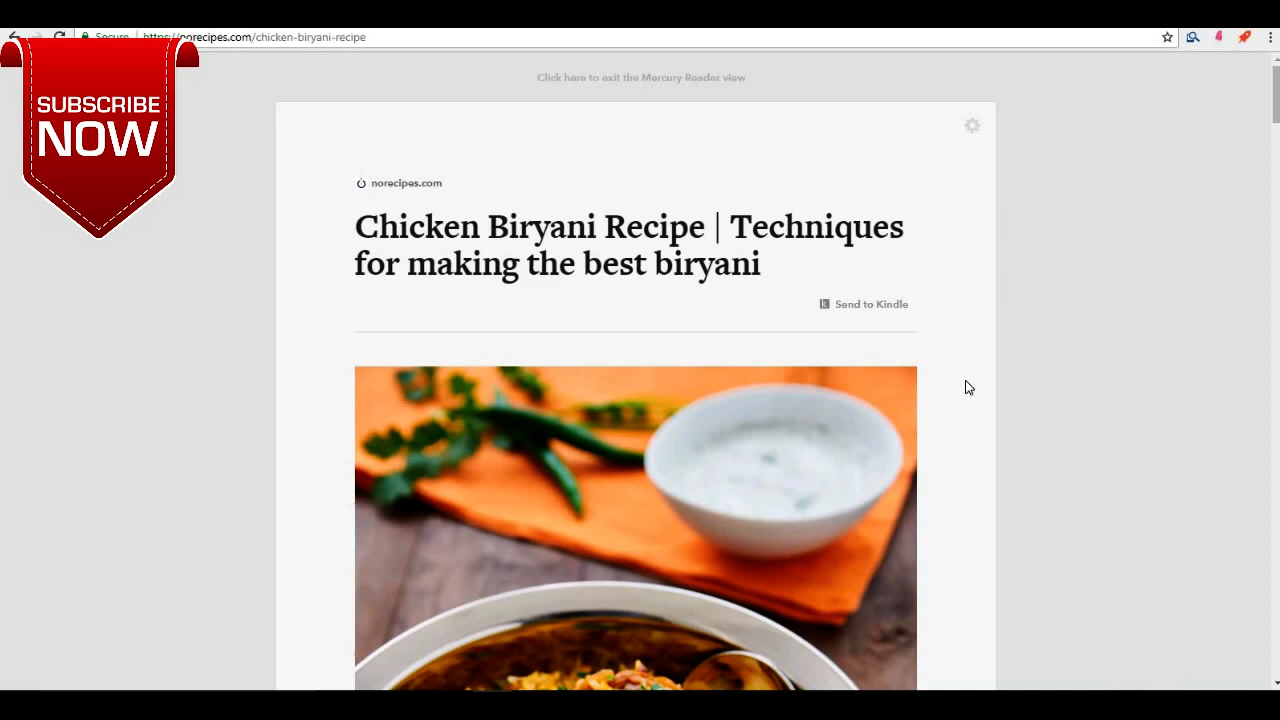 Secure https://norecipes.com/chicken-biryani-recipe
SUBSCRIBE
NOW
Click here to exit the Mercury Reader view
norecipes.com
Chicken Biryani Recipe | Techniques
for making the best biryani
Send to Kindle